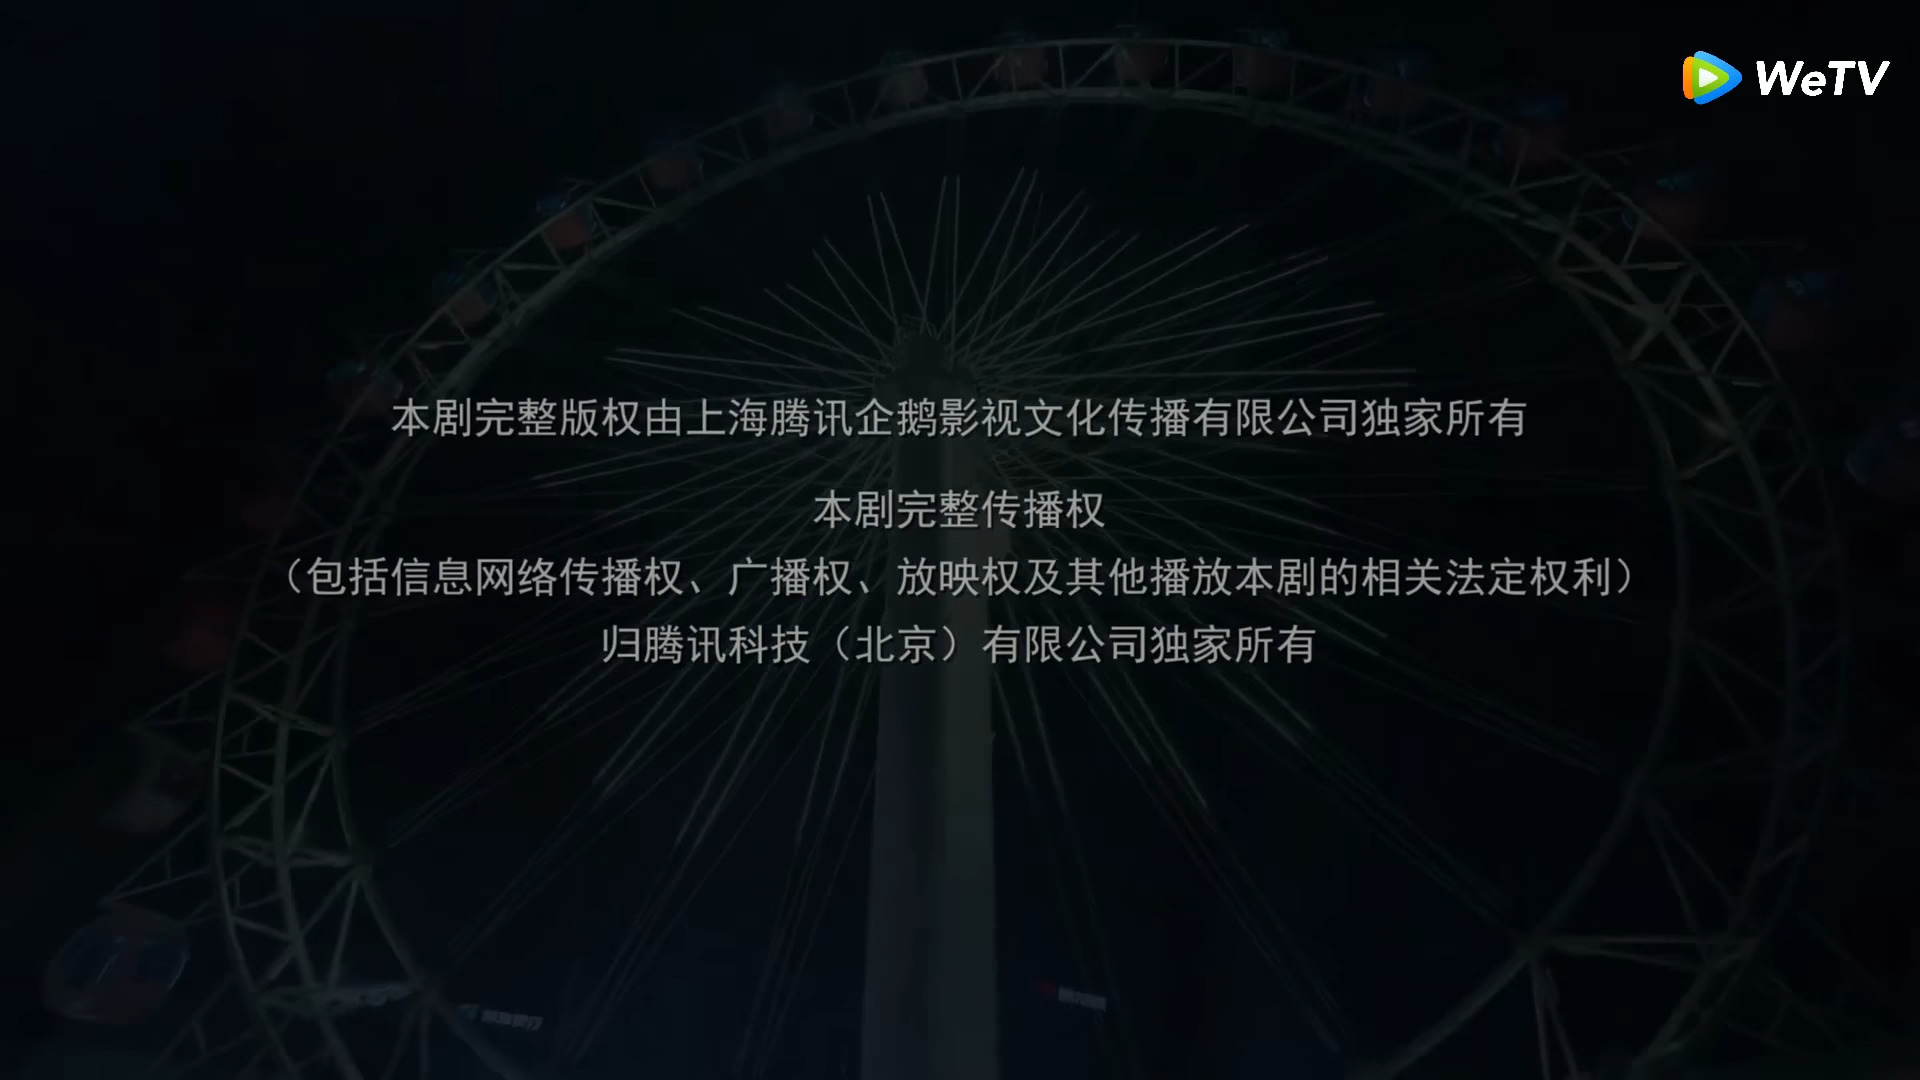 WeTV
本剧完整版权由上海腾讯企鹅影视文化传播有限公司独家所有
本剧完整传播权
（包括信息网络传播权、广播权、放映权及其他播放本剧的相关法定权利）
归腾讯科技（北京）有限公司独家所有